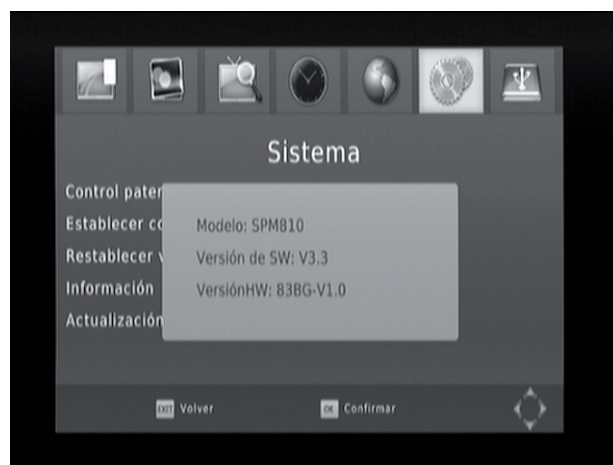 Sistema
Control pater
Establecer co
Restablecer v
Información
Actualización
Modelo: SPM810
Versión de SW: V3.3
VersiónHW: 83BG-V1.0
EXIT Volver
OK Confirmar